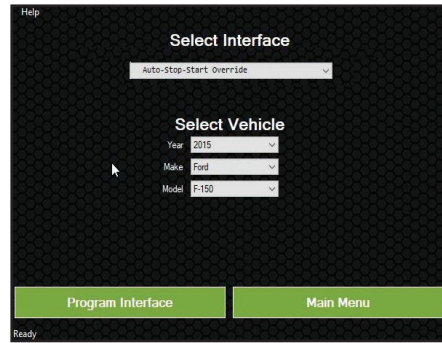 Help
Select Interface
Auto-Stop-Start Override
Select Vehicle
Year 2015
Make Ford
Model F-150
Program Interface Main Menu
Ready